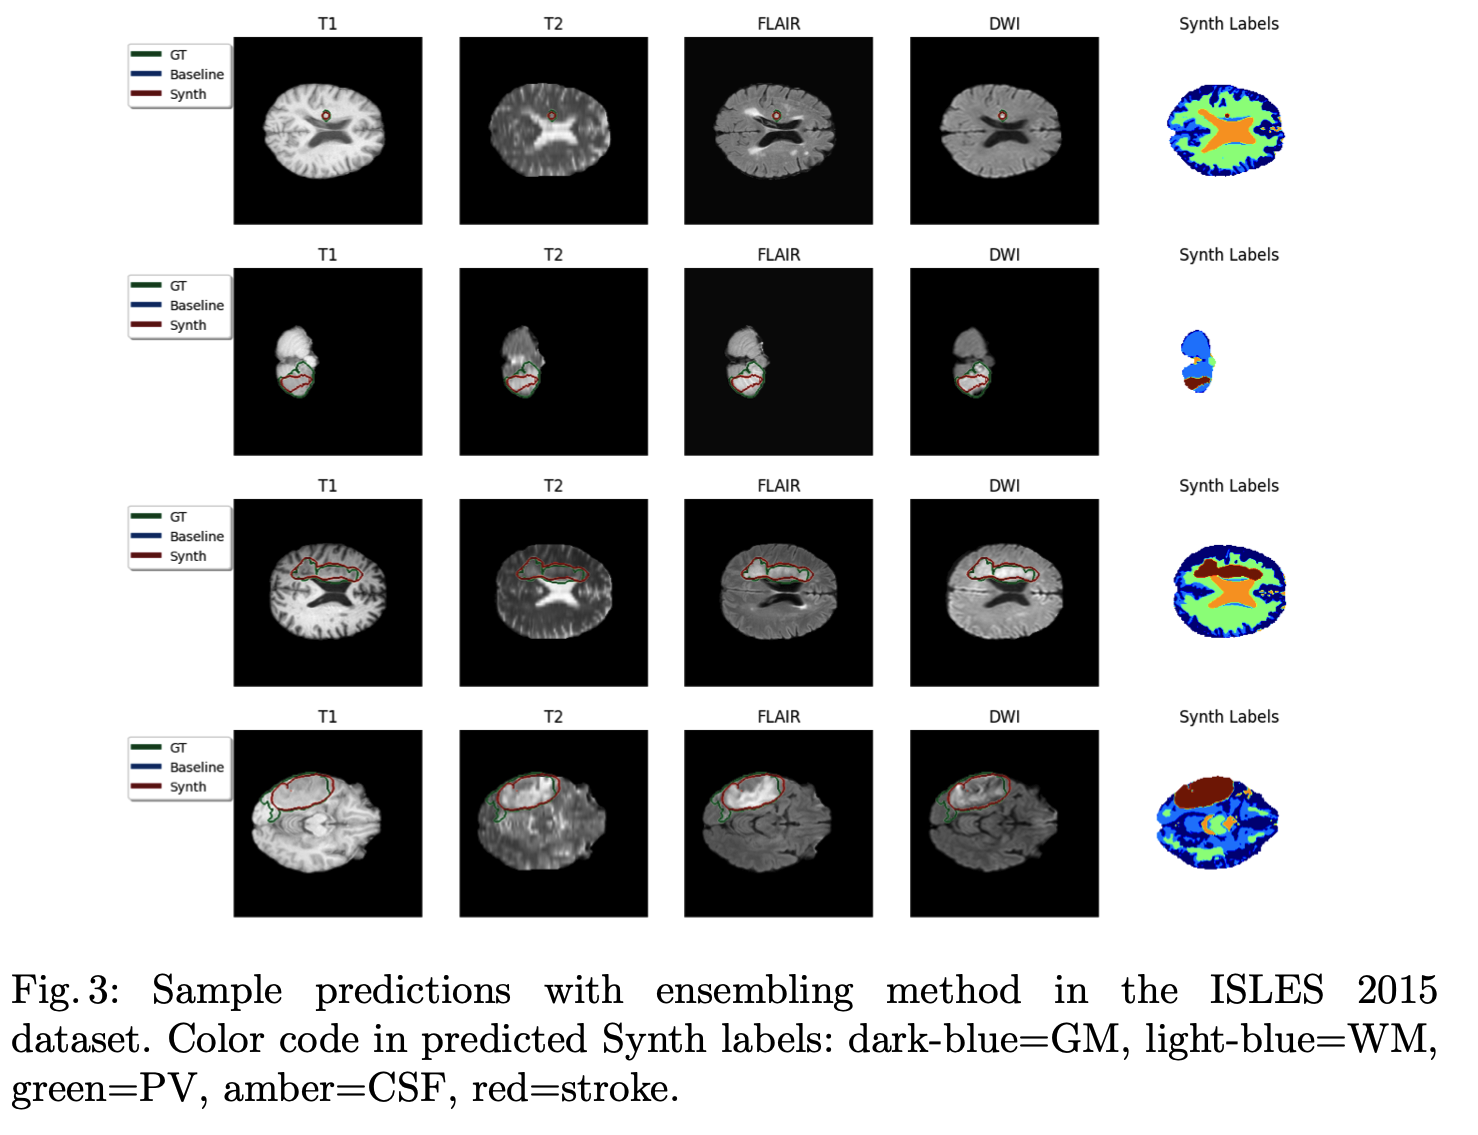 T1 T2 FLAIR DWI Synth Labels
GT
Baseline
Synth
T1 T2 FLAIR DWI Synth Labels
GT
Baseline
Synth
T1 T2 FLAIR DWI Synth Labels
GT
Baseline
Synth
T1 T2 FLAIR DWI Synth Labels
GT
Baseline
Synth
Fig. 3: Sample predictions with ensembling method in the ISLES 2015
dataset. Color code in predicted Synth labels: dark-blue=GM, light-blue=WM,
green=PV, amber=CSF, red=stroke.